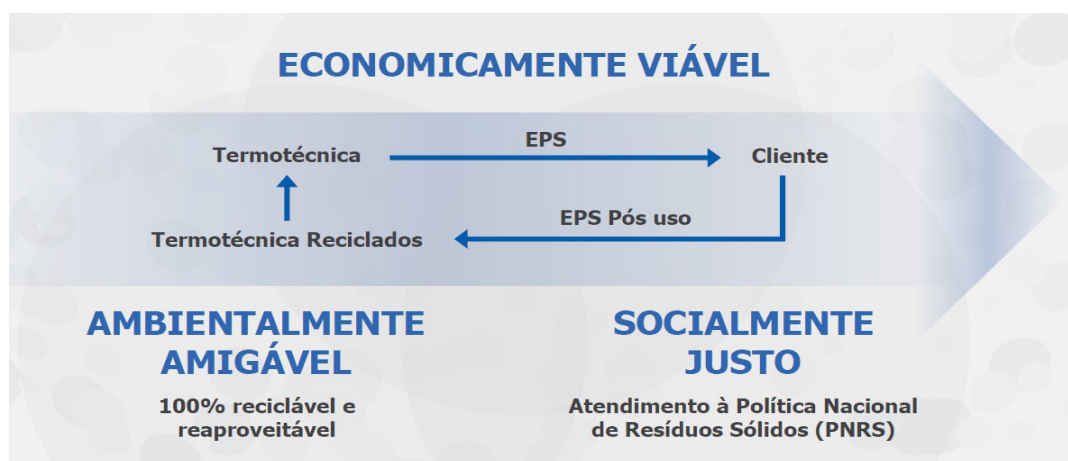 ECONOMICAMENTE VIÁVEL
EPS
Termotécnica
Cliente
EPS Pós uso
Termotécnica Reciclados
AMBIENTALMENTE
AMIGÁVEL
100% reciclável e
reaproveitável
SOCIALMENTE
JUSTO
Atendimento à Política Nacional
de Resíduos Sólidos (PNRS)